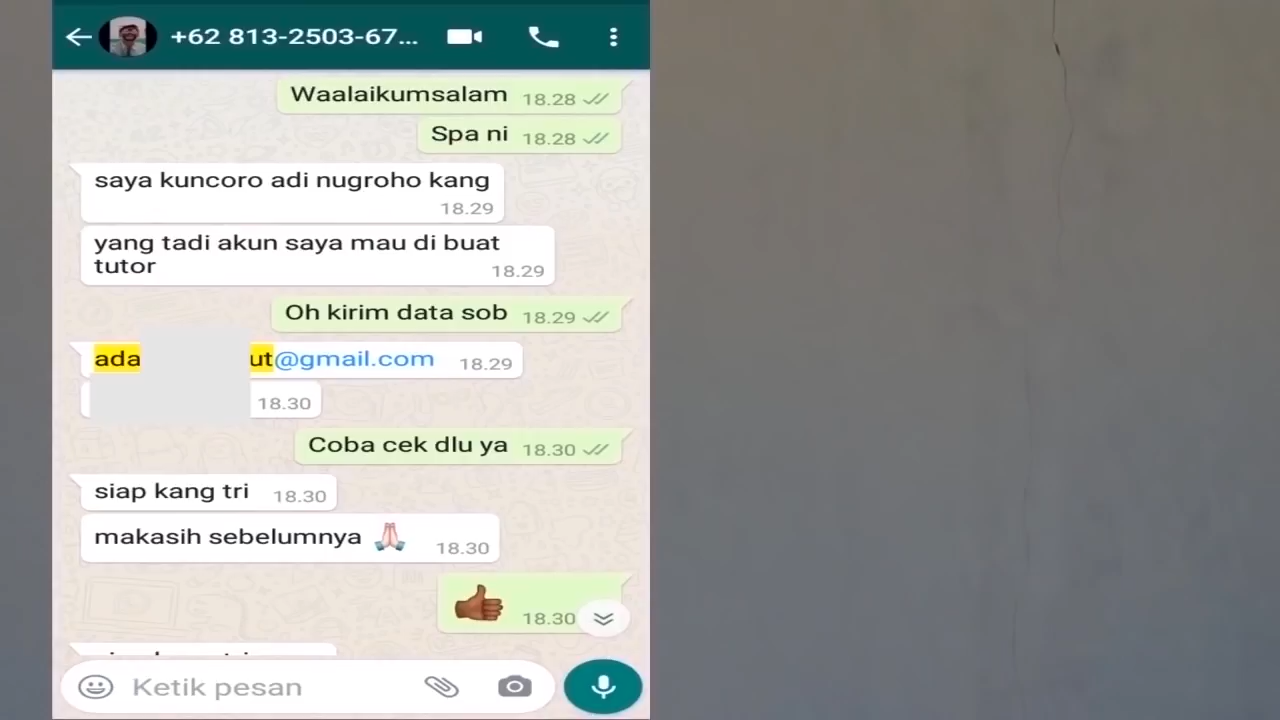 +62 813-2503-67...
Waalaikumsalam 18.28
Spa ni 18.28
saya kuncoro adi nugroho kang
18.29
yang tadi akun saya mau di buat
tutor 18.29
Oh kirim data sob 18.29
ada ut@gmail.com 18.29
18.30
Coba cek dlu ya 18.30
siap kang tri 18.30
makasih sebelumnya 18.30
18.30
Ketik pesan